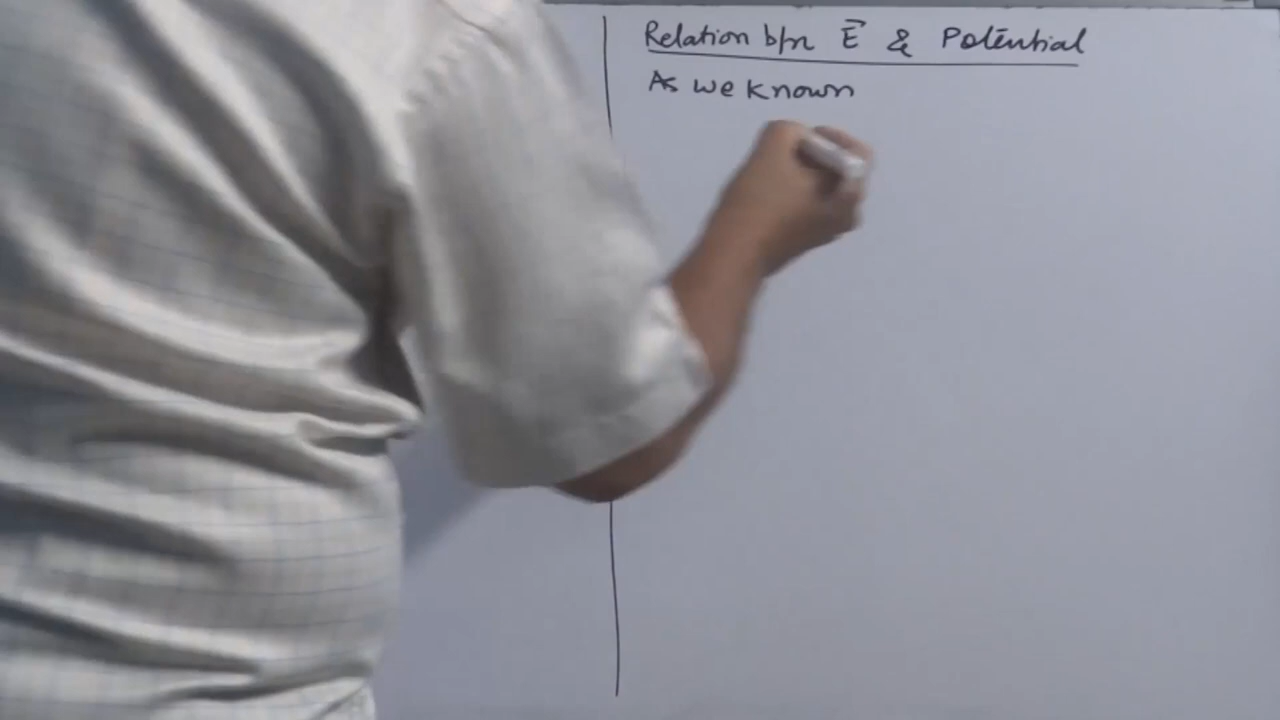 Relation b/n E⃗ & Potential
As we known